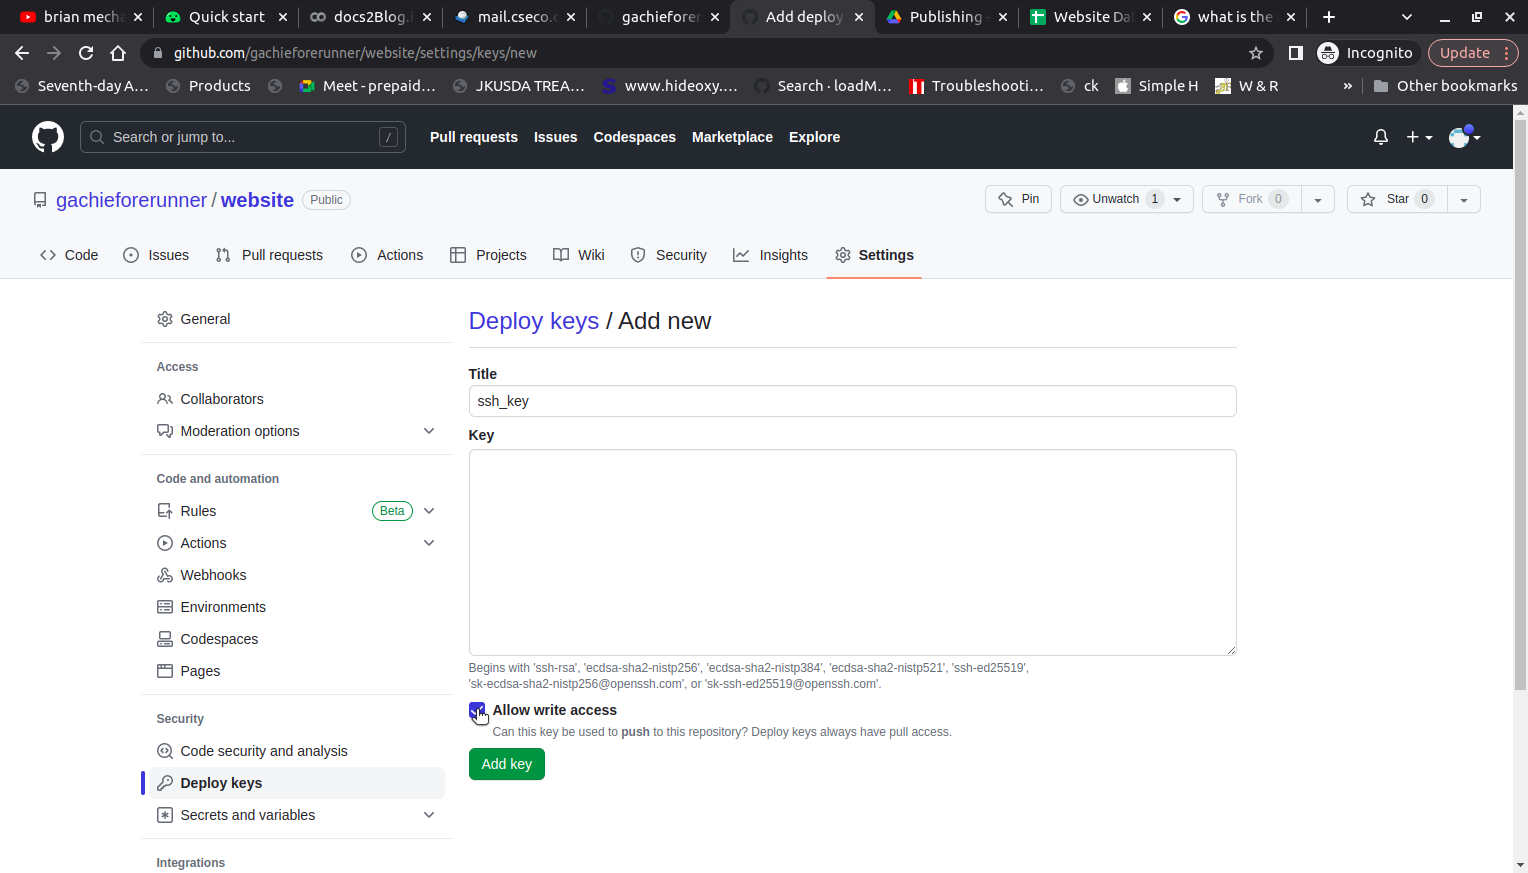 brian mecha
Quick start
docs2Blog.i
mail.cseco.
gachieforer
Add deploy
Publishing -
Website Da
what is the
github.com/gachieforerunner/website/settings/keys/new
Incognito
Update
Seventh-day A...
Products
Meet - prepaid...
JKUSDA TREA...
www.hideoxy....
Search · loadM...
Troubleshooti...
ck
Simple H
W & R
»
Other bookmarks
Search or jump to...
/
Pull requests
Issues
Codespaces
Marketplace
Explore
gachieforerunner / website
Public
Pin
Unwatch 1
Fork 0
Star 0
Code
Issues
Pull requests
Actions
Projects
Wiki
Security
Insights
Settings
General
Access
Collaborators
Moderation options
Code and automation
Rules
Beta
Actions
Webhooks
Environments
Codespaces
Pages
Security
Code security and analysis
Deploy keys
Secrets and variables
Integrations
Deploy keys / Add new
Title
ssh_key
Key
Begins with 'ssh-rsa', 'ecdsa-sha2-nistp256', 'ecdsa-sha2-nistp384', 'ecdsa-sha2-nistp521', 'ssh-ed25519',
'sk-ecdsa-sha2-nistp256@openssh.com', or 'sk-ssh-ed25519@openssh.com'.
Allow write access
Can this key be used to push to this repository? Deploy keys always have pull access.
Add key